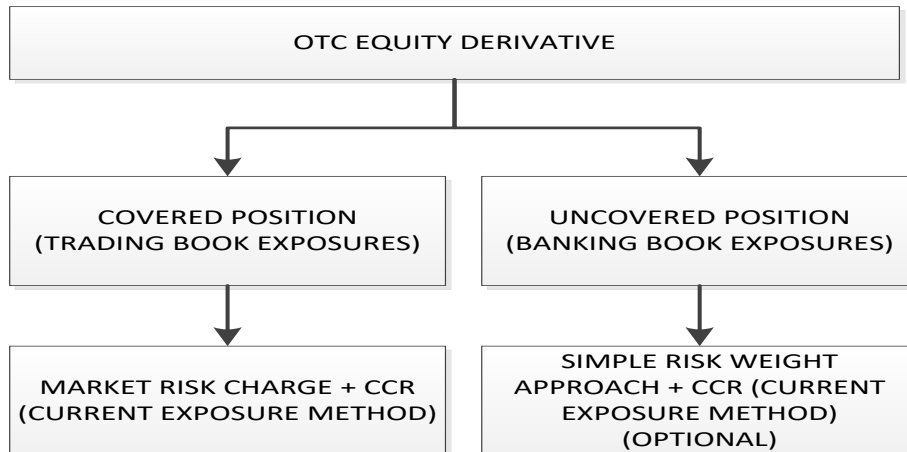 OTC EQUITY DERIVATIVE
COVERED POSITION
(TRADING BOOK EXPOSURES)
UNCOVERED POSITION
(BANKING BOOK EXPOSURES)
MARKET RISK CHARGE + CCR
(CURRENT EXPOSURE METHOD)
SIMPLE RISK WEIGHT
APPROACH + CCR (CURRENT
EXPOSURE METHOD)
(OPTIONAL)